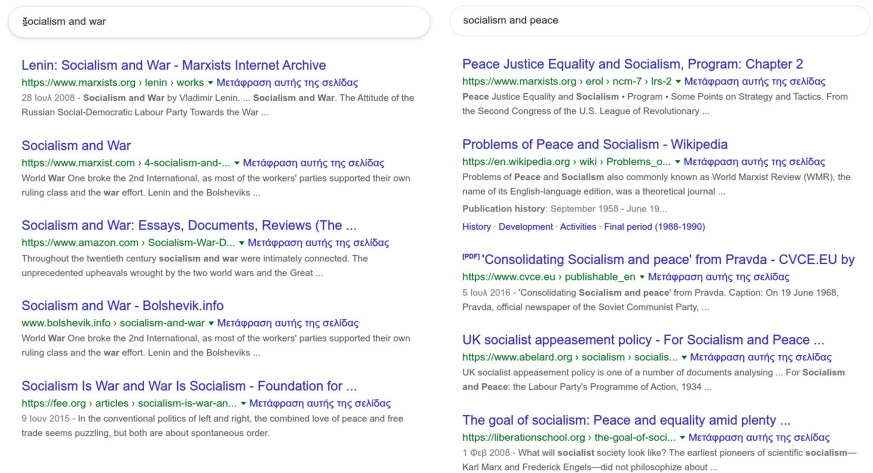 socialism and war
Lenin: Socialism and War - Marxists Internet Archive
https://www.marxists.org › lenin › works ▾ Μετάφραση αυτής της σελίδας
28 Ιουλ 2008 - Socialism and War by Vladimir Lenin. ... Socialism and War. The Attitude of the
Russian Social-Democratic Labour Party Towards the War ...
Socialism and War
https://www.marxist.com › 4-socialism-and-... ▾ Μετάφραση αυτής της σελίδας
World War One broke the 2nd International, as most of the workers' parties supported their own
ruling class and the war effort. Lenin and the Bolsheviks ...
Socialism and War: Essays, Documents, Reviews (The ...
https://www.amazon.com › Socialism-War-D... ▾ Μετάφραση αυτής της σελίδας
Throughout the twentieth century socialism and war were intimately connected. The
unprecedented upheavals wrought by the two world wars and the Great ...
Socialism and War - Bolshevik.info
www.bolshevik.info › socialism-and-war ▾ Μετάφραση αυτής της σελίδας
World War One broke the 2nd International, as most of the workers' parties supported their own
ruling class and the war effort. Lenin and the Bolsheviks ...
Socialism Is War and War Is Socialism - Foundation for ...
https://fee.org › articles › socialism-is-war-an... ▾ Μετάφραση αυτής της σελίδας
9 Ιουν 2015 - In the conventional politics of left and right, the combined love of peace and free
trade seems puzzling, but both are about spontaneous order.
socialism and peace
Peace Justice Equality and Socialism, Program: Chapter 2
https://www.marxists.org › erol › ncm-7 › lrs-2 ▾ Μετάφραση αυτής της σελίδας
Peace Justice Equality and Socialism • Program • Some Points on Strategy and Tactics. From
the Second Congress of the U.S. League of Revolutionary ...
Problems of Peace and Socialism - Wikipedia
https://en.wikipedia.org › wiki › Problems_o... ▾ Μετάφραση αυτής της σελίδας
Problems of Peace and Socialism also commonly known as World Marxist Review (WMR), the
name of its English-language edition, was a theoretical journal ...
Publication history: September 1958 - June 19...
History · Development · Activities · Final period (1988-1990)
[PDF] 'Consolidating Socialism and peace' from Pravda - CVCE.EU by
https://www.cvce.eu › publishable_en ▾ Μετάφραση αυτής της σελίδας
5 Ιουλ 2016 - 'Consolidating Socialism and peace' from Pravda. Caption: On 19 June 1968,
Pravda, official newspaper of the Soviet Communist Party, ...
UK socialist appeasement policy - For Socialism and Peace ...
https://www.abelard.org › socialism › socialis... ▾ Μετάφραση αυτής της σελίδας
UK socialist appeasement policy is one of a number of documents analysing ... For Socialism
and Peace: the Labour Party's Programme of Action, 1934 ...
The goal of socialism: Peace and equality amid plenty ...
https://liberationschool.org › the-goal-of-soci... ▾ Μετάφραση αυτής της σελίδας
1 Φεβ 2008 - What will socialist society look like? The earliest pioneers of scientific socialism—
Karl Marx and Frederick Engels—did not philosophize about ...